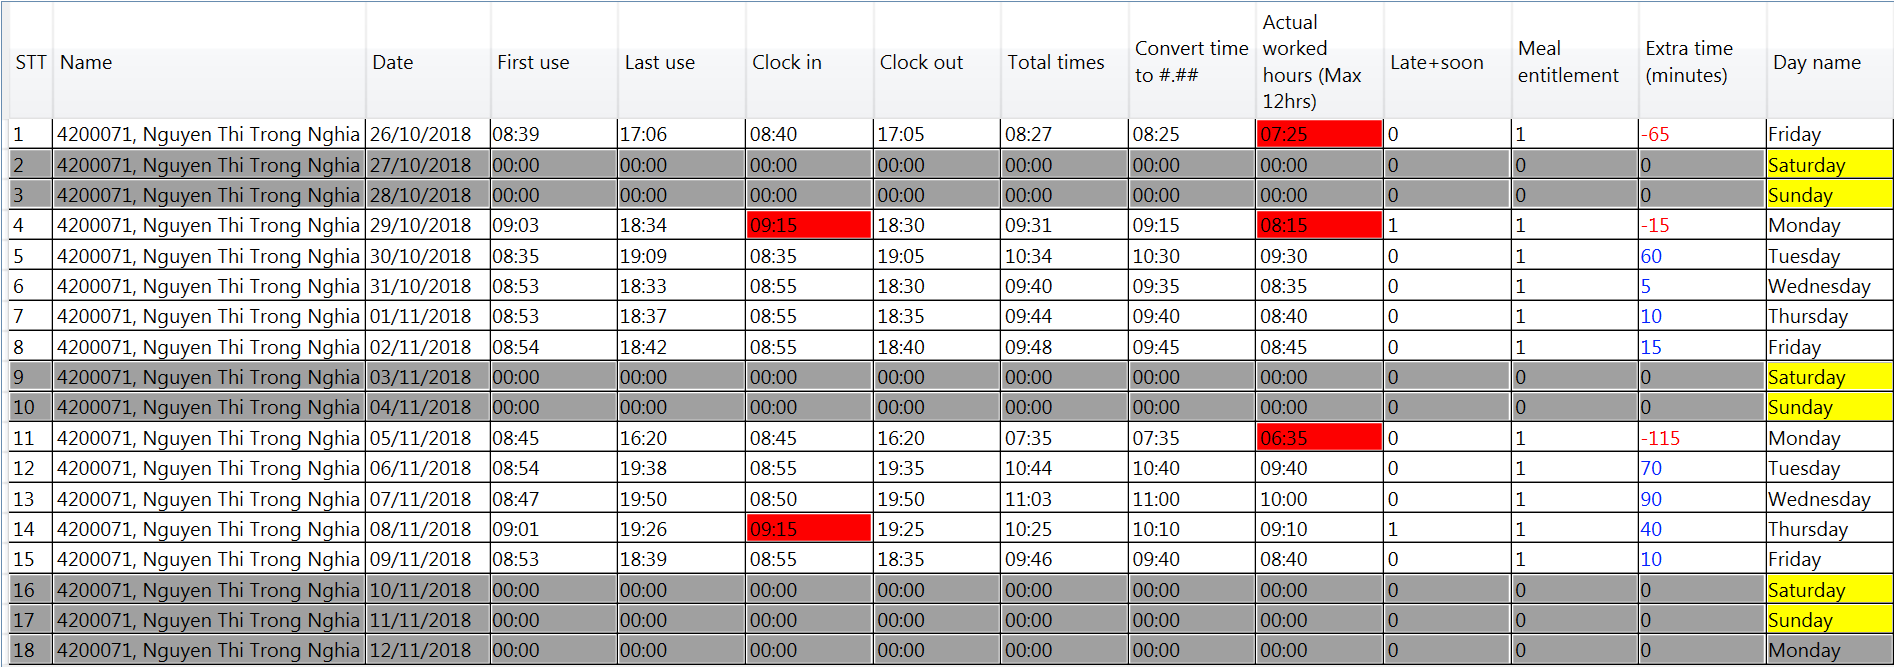 STT Name Date First use Last use Clock in Clock out Total times Convert time to #.## Actual worked hours (Max 12hrs) Late+soon Meal entitlement Extra time (minutes) Day name
1 4200071, Nguyen Thi Trong Nghia 26/10/2018 08:39 17:06 08:40 17:05 08:27 08:25 07:25 0 1 -65 Friday
2 4200071, Nguyen Thi Trong Nghia 27/10/2018 00:00 00:00 00:00 00:00 00:00 00:00 00:00 0 0 0 Saturday
3 4200071, Nguyen Thi Trong Nghia 28/10/2018 00:00 00:00 00:00 00:00 00:00 00:00 00:00 0 0 0 Sunday
4 4200071, Nguyen Thi Trong Nghia 29/10/2018 09:03 18:34 09:15 18:30 09:31 09:15 08:15 1 1 -15 Monday
5 4200071, Nguyen Thi Trong Nghia 30/10/2018 08:35 19:09 08:35 19:05 10:34 10:30 09:30 0 1 60 Tuesday
6 4200071, Nguyen Thi Trong Nghia 31/10/2018 08:53 18:33 08:55 18:30 09:40 09:35 08:35 0 1 5 Wednesday
7 4200071, Nguyen Thi Trong Nghia 01/11/2018 08:53 18:37 08:55 18:35 09:44 09:40 08:40 0 1 10 Thursday
8 4200071, Nguyen Thi Trong Nghia 02/11/2018 08:54 18:42 08:55 18:40 09:48 09:45 08:45 0 1 15 Friday
9 4200071, Nguyen Thi Trong Nghia 03/11/2018 00:00 00:00 00:00 00:00 00:00 00:00 00:00 0 0 0 Saturday
10 4200071, Nguyen Thi Trong Nghia 04/11/2018 00:00 00:00 00:00 00:00 00:00 00:00 00:00 0 0 0 Sunday
11 4200071, Nguyen Thi Trong Nghia 05/11/2018 08:45 16:20 08:45 16:20 07:35 07:35 06:35 0 1 -115 Monday
12 4200071, Nguyen Thi Trong Nghia 06/11/2018 08:54 19:38 08:55 19:35 10:44 10:40 09:40 0 1 70 Tuesday
13 4200071, Nguyen Thi Trong Nghia 07/11/2018 08:47 19:50 08:50 19:50 11:03 11:00 10:00 0 1 90 Wednesday
14 4200071, Nguyen Thi Trong Nghia 08/11/2018 09:01 19:26 09:15 19:25 10:25 10:10 09:10 1 1 40 Thursday
15 4200071, Nguyen Thi Trong Nghia 09/11/2018 08:53 18:39 08:55 18:35 09:46 09:40 08:40 0 1 10 Friday
16 4200071, Nguyen Thi Trong Nghia 10/11/2018 00:00 00:00 00:00 00:00 00:00 00:00 00:00 0 0 0 Saturday
17 4200071, Nguyen Thi Trong Nghia 11/11/2018 00:00 00:00 00:00 00:00 00:00 00:00 00:00 0 0 0 Sunday
18 4200071, Nguyen Thi Trong Nghia 12/11/2018 00:00 00:00 00:00 00:00 00:00 00:00 00:00 0 0 0 Monday